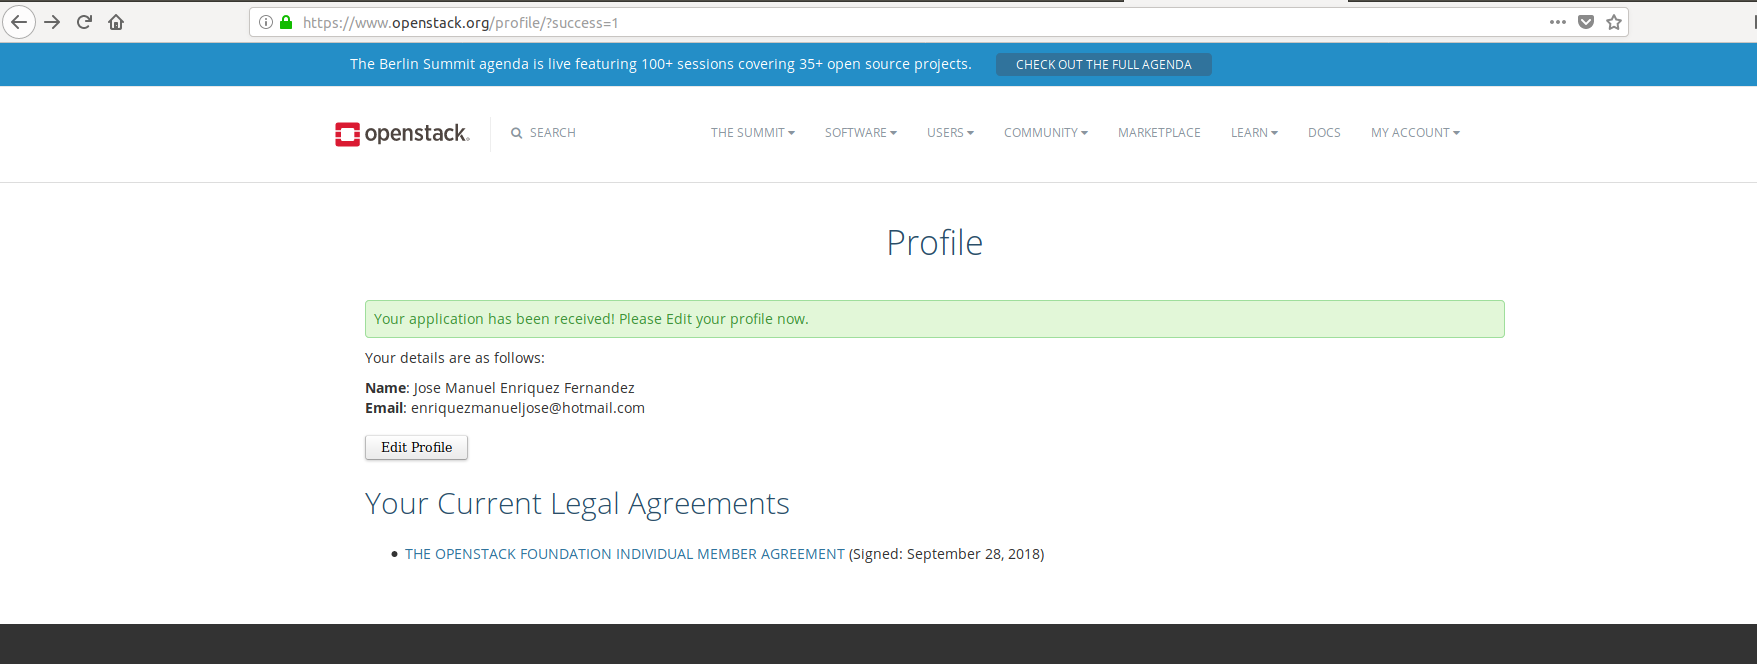 https://www.openstack.org/profile/?success=1
The Berlin Summit agenda is live featuring 100+ sessions covering 35+ open source projects. CHECK OUT THE FULL AGENDA
openstack. SEARCH THE SUMMIT SOFTWARE USERS COMMUNITY MARKETPLACE LEARN DOCS MY ACCOUNT
Profile
Your application has been received! Please Edit your profile now.
Your details are as follows:
Name: Jose Manuel Enriquez Fernandez
Email: enriquezmanueljose@hotmail.com
Edit Profile
Your Current Legal Agreements
• THE OPENSTACK FOUNDATION INDIVIDUAL MEMBER AGREEMENT (Signed: September 28, 2018)